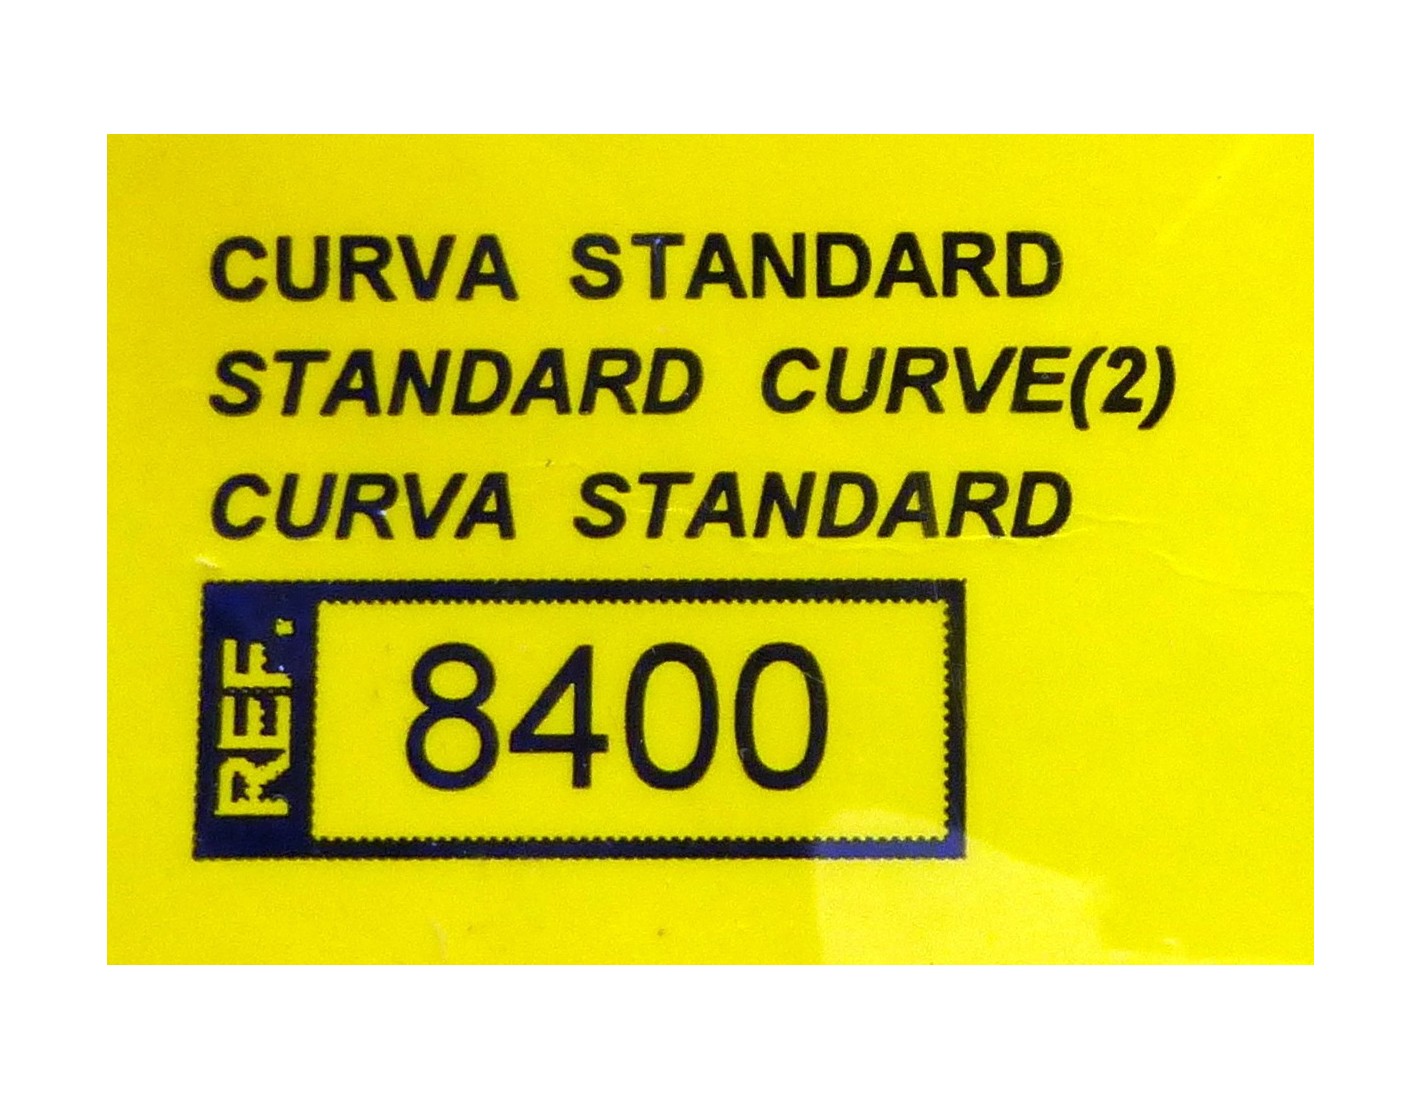 CURVA STANDARD
STANDARD CURVE(2)
CURVA STANDARD
REF. 8400